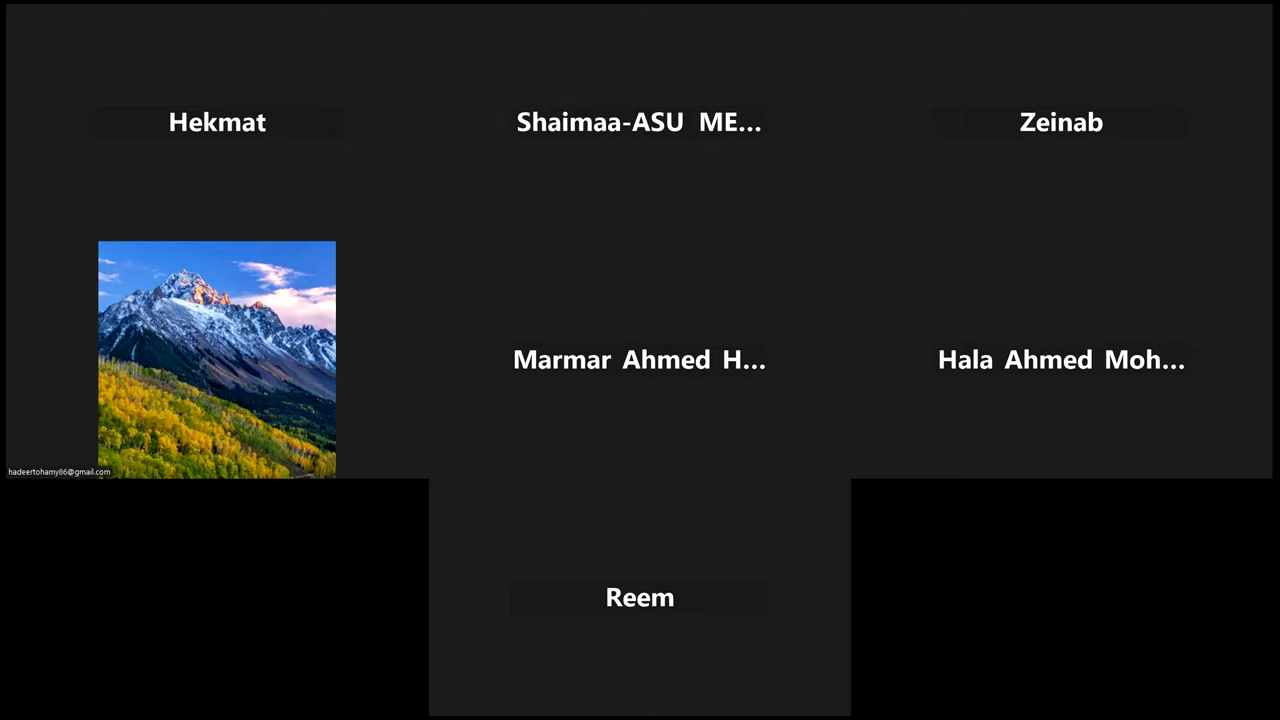 Hekmat
Shaimaa-ASU ME...
Zeinab
hadeertohamy86@gmail.com
Marmar Ahmed H...
Hala Ahmed Moh...
Reem